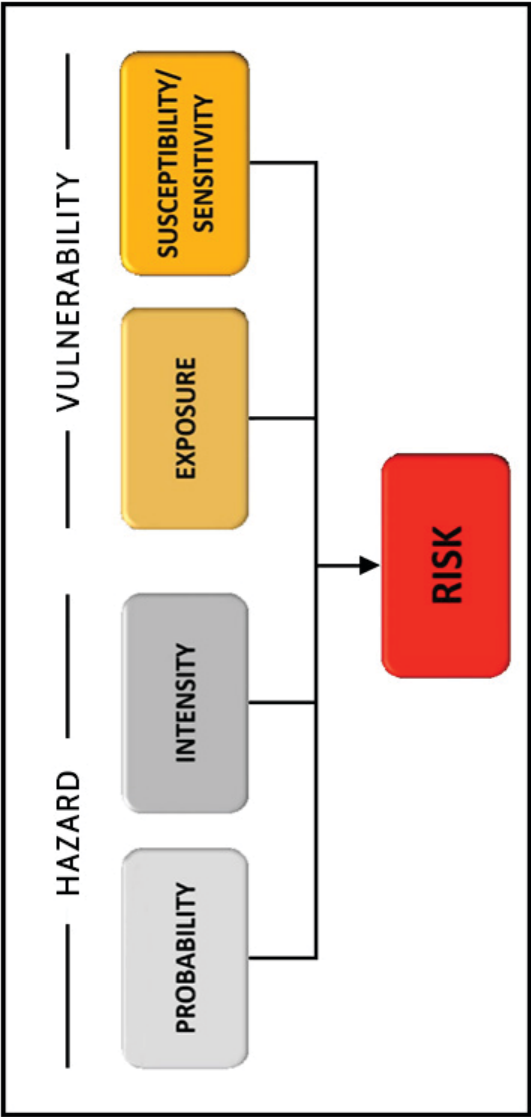 HAZARD
VULNERABILITY
PROBABILITY
INTENSITY
EXPOSURE
SUSCEPTIBILITY/
SENSITIVITY
RISK